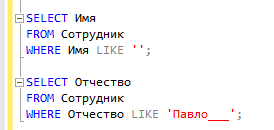 SELECT Имя
FROM Сотрудник
WHERE Имя LIKE '';
SELECT Отчество
FROM Сотрудник
WHERE Отчество LIKE 'Павло___';